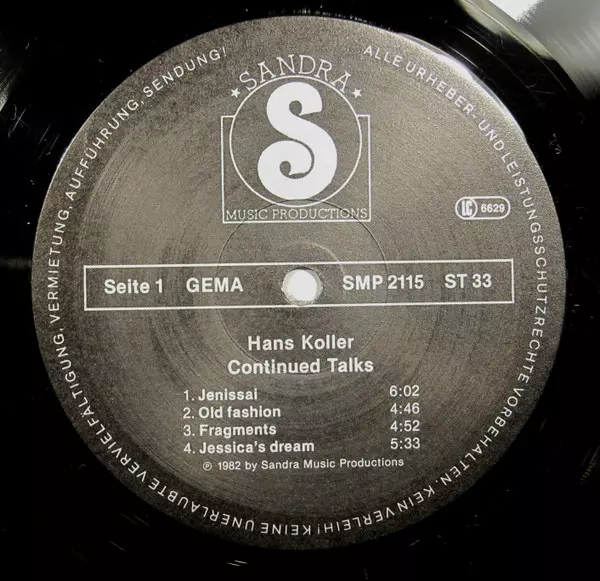 ALLE URHEBER- UND LEISTUNGSSCHUTZRECHTE VORBEHALTEN. KEIN VERLEIH! KEINE UNERLAUBTE VERVIELFÄLTIGUNG, VERMIETUNG, AUFFÜHRUNG, SENDUNG!
SANDRA
S
MUSIC PRODUCTIONS
LC 6629
Seite 1 GEMA SMP 2115 ST 33
Hans Koller
Continued Talks
1. Jenissai 6:02
2. Old fashion 4:46
3. Fragments 4:52
4. Jessica's dream 5:33
℗ 1982 by Sandra Music Productions